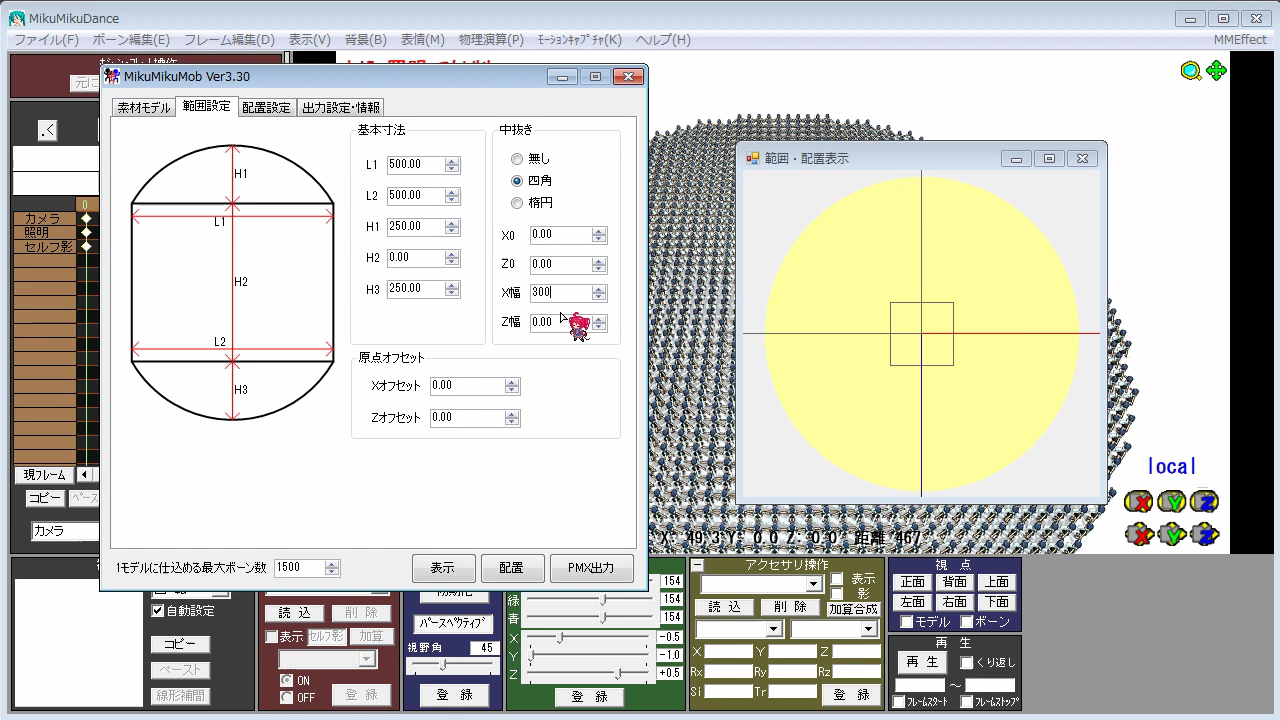 MikuMikuDance
ファイル(F) ボーン編集(E) フレーム編集(D) 表示(V) 背景(B) 表情(M) 物理演算(P) ﾓｰｼｮﾝｷｬﾌﾟﾁｬ(K) ヘルプ(H) MMEffect
元に
MikuMikuMob Ver3.30
素材モデル 範囲設定 配置設定 出力設定・情報
H1
L1
H2
L2
H3
基本寸法
L1 500.00
L2 500.00
H1 250.00
H2 0.00
H3 250.00
中抜き
無し
四角
楕円
X0 0.00
Z0 0.00
X幅 300
Z幅 0.00
原点オフセット
Xオフセット 0.00
Zオフセット 0.00
1モデルに仕込める最大ボーン数 1500 表示 配置 PMX出力
範囲・配置表示
0
カメラ
照明
セルフ影
現フレーム
コピー ペース
カメラ
local
X Y Z
X Y Z
自動設定
コピー
ペースト
線形補間
読 込 削 除
表示 セルフ影 加算
ON
OFF 登 録
初期化
パースペクティブ
視野角 45
登 録
154
緑 154
青 154
X -0.5
Y -1.0
Z +0.5
登 録
アクセサリ操作
表示
影
読 込 削 除 加算合成
X Y Z
Rx Ry Rz
Si Tr 登 録
視 点
正面 背面 上面
左面 右面 下面
モデル ボーン
再 生
再 生 くり返し
～
ﾌﾚｰﾑｽﾀｰﾄ ﾌﾚｰﾑｽﾄｯﾌﾟ